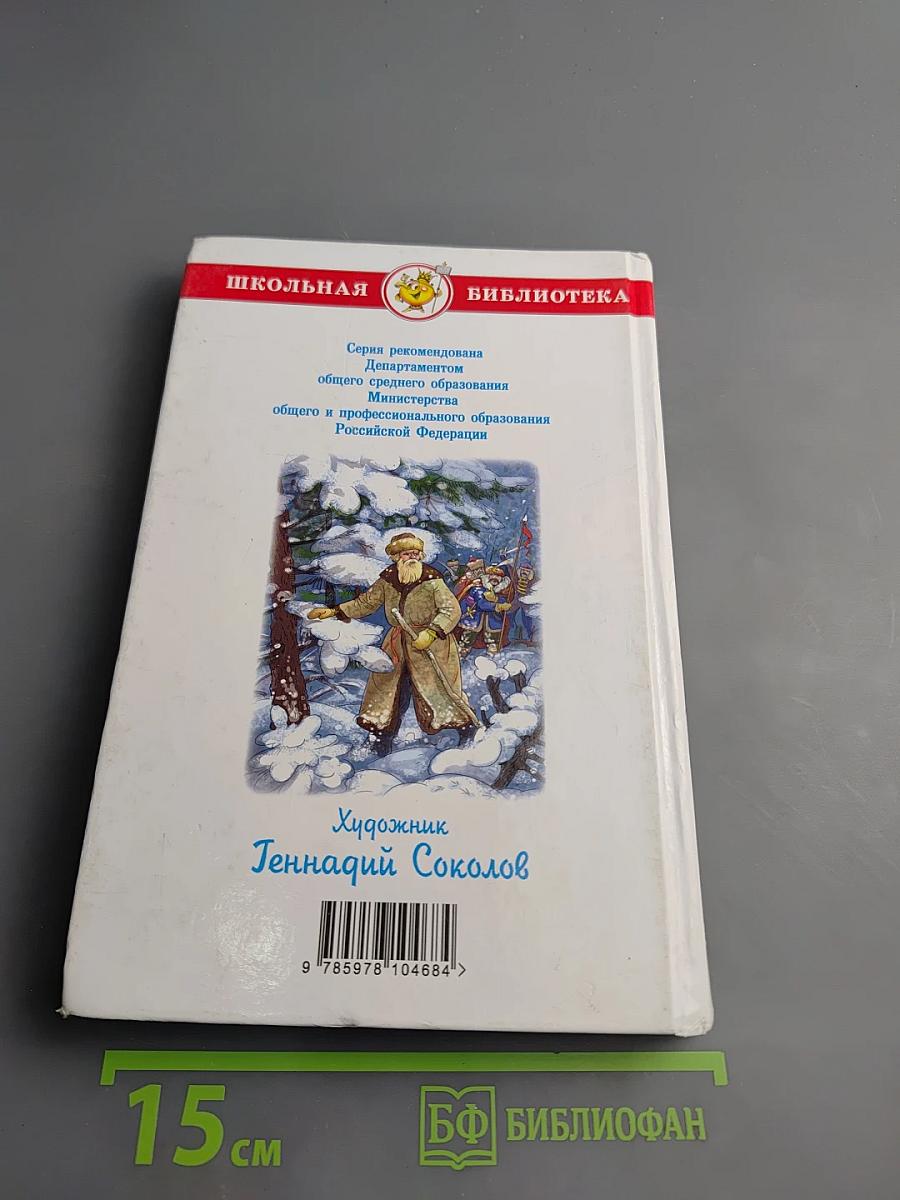 ШКОЛЬНАЯ БИБЛИОТЕКА
Серия рекомендована
Департаментом
общего среднего образования
Министерства
общего и профессионального образования
Российской Федерации
Художник
Геннадий Соколов
9 785978 104684 >
15 см
БФ БИБЛИОФАН